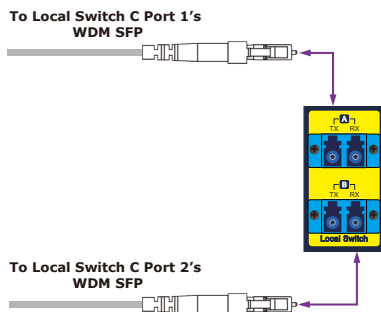 To Local Switch C Port 1's
WDM SFP
A
TX RX
B
TX RX
Local Switch
To Local Switch C Port 2's
WDM SFP